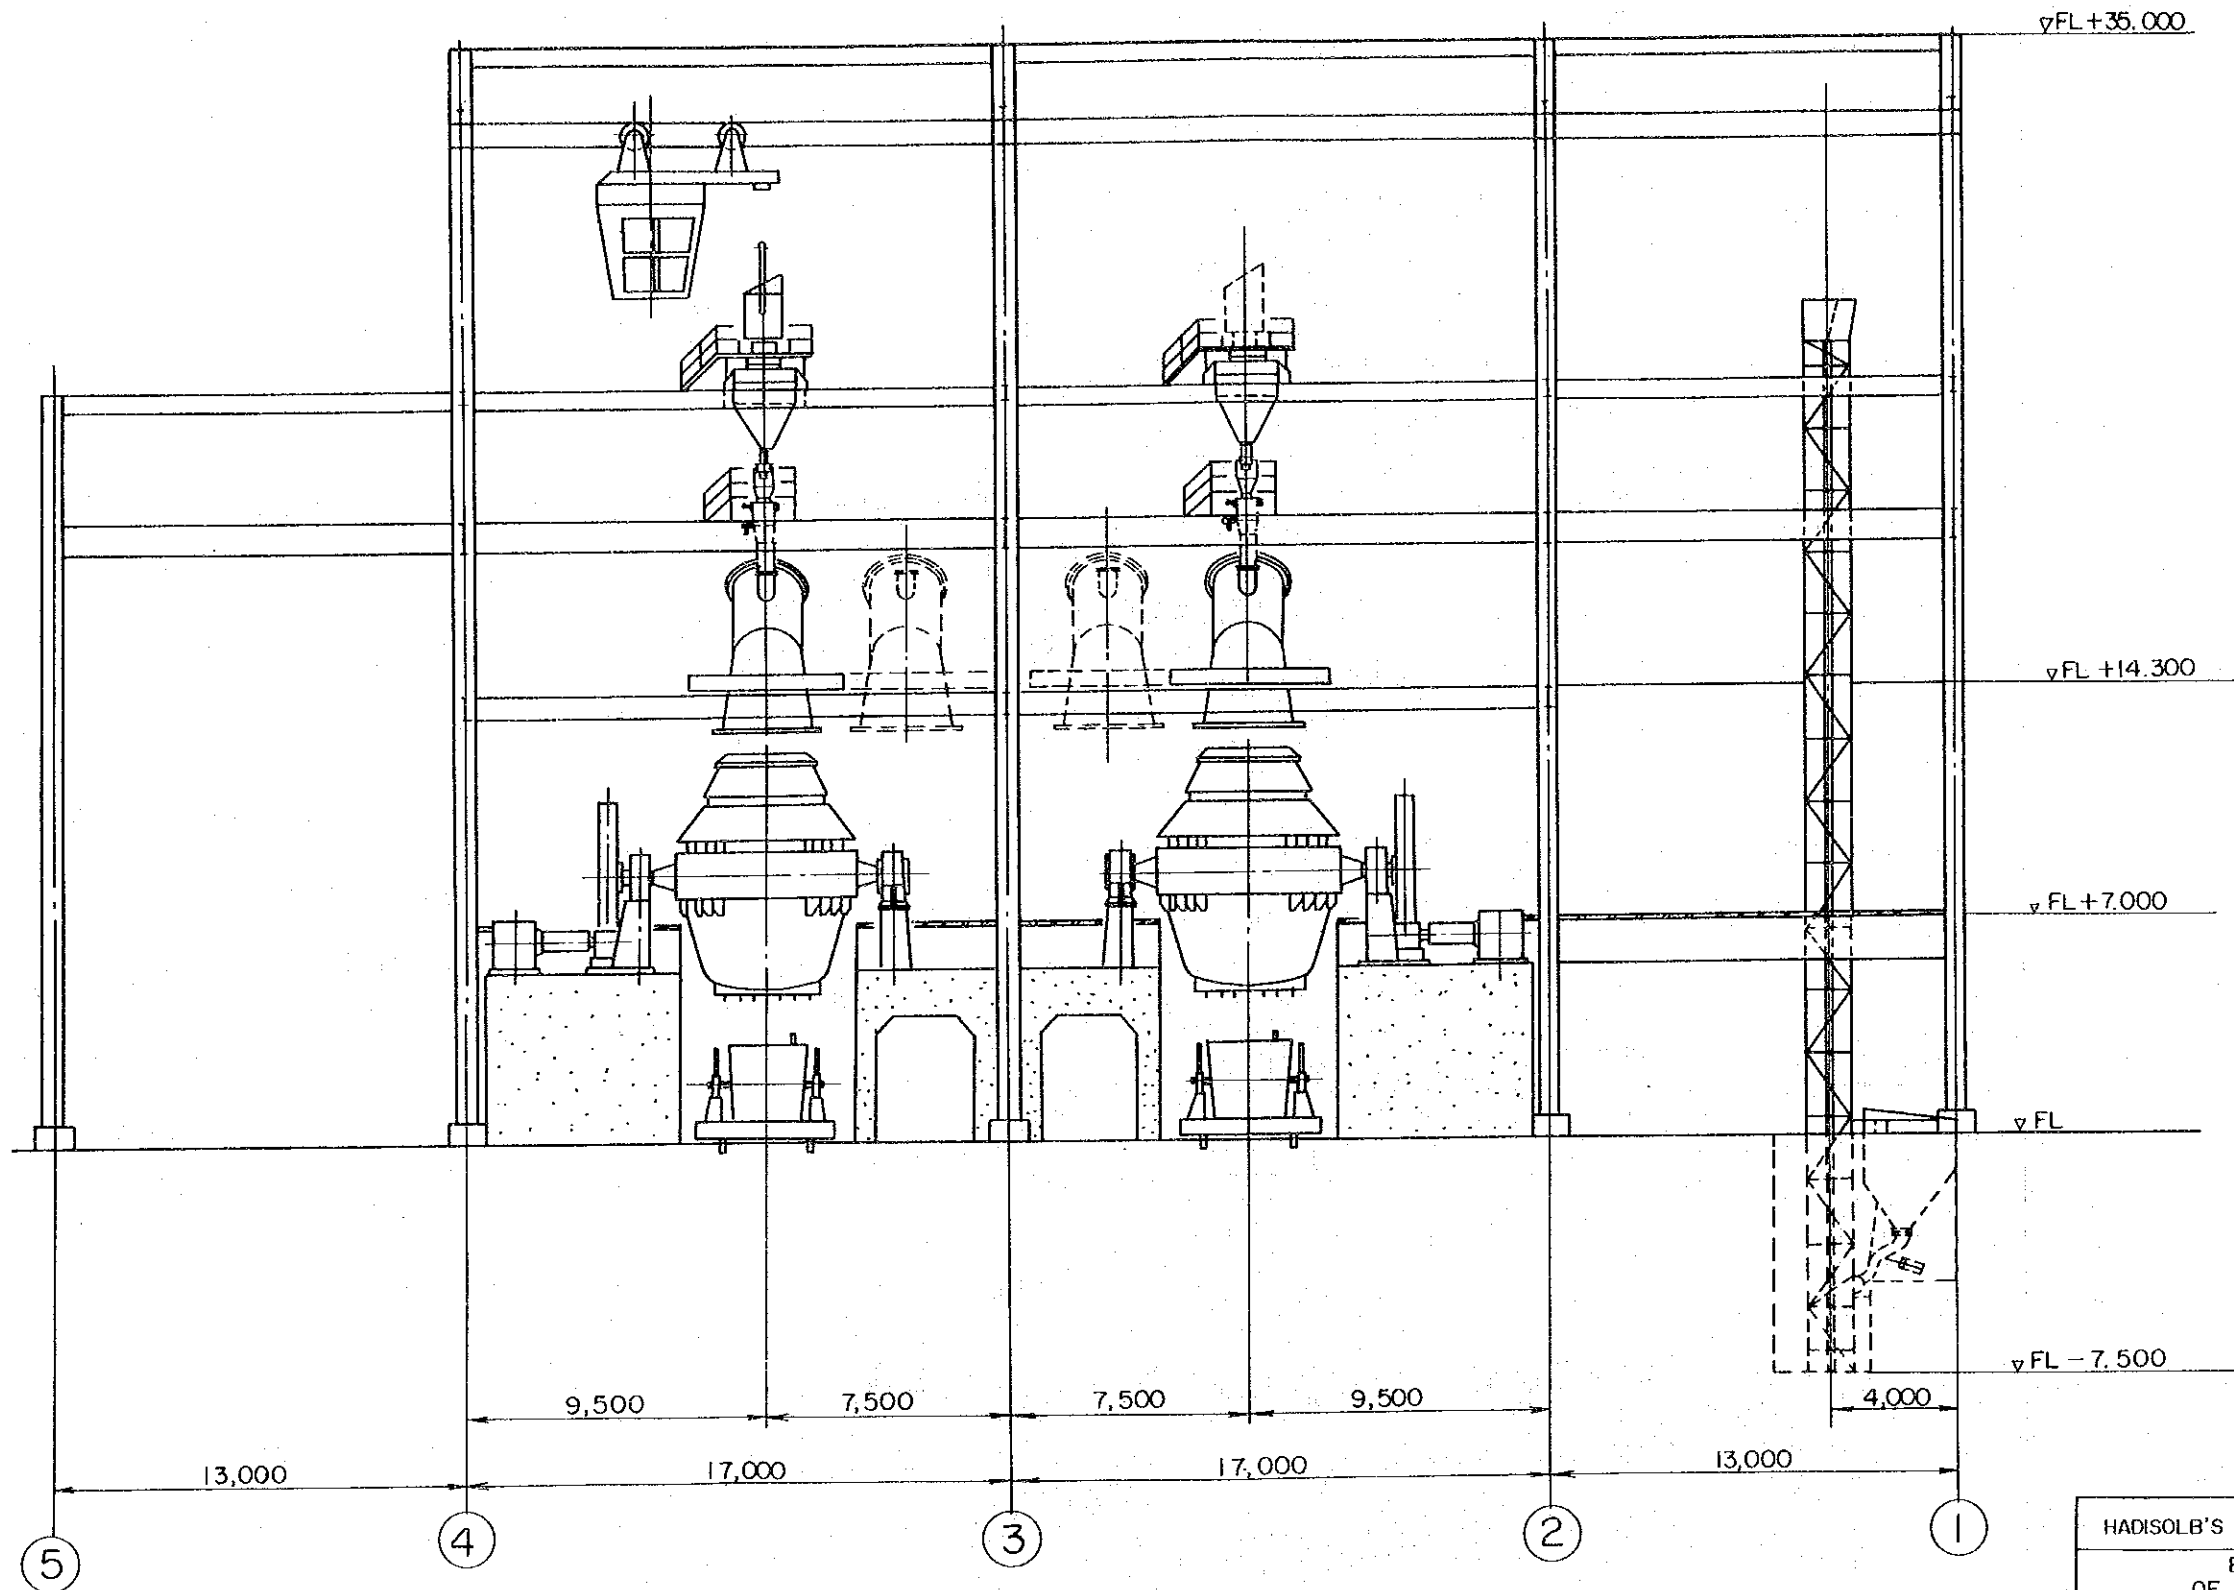 ▽FL+35.000
▽FL +14.300
▽FL+7.000
▽FL
▽FL -7.500
9,500 7,500 7,500 9,500 4,000
13,000 17,000 17,000 13,000
5 4 3 2 1
HADISOLB'S
OF